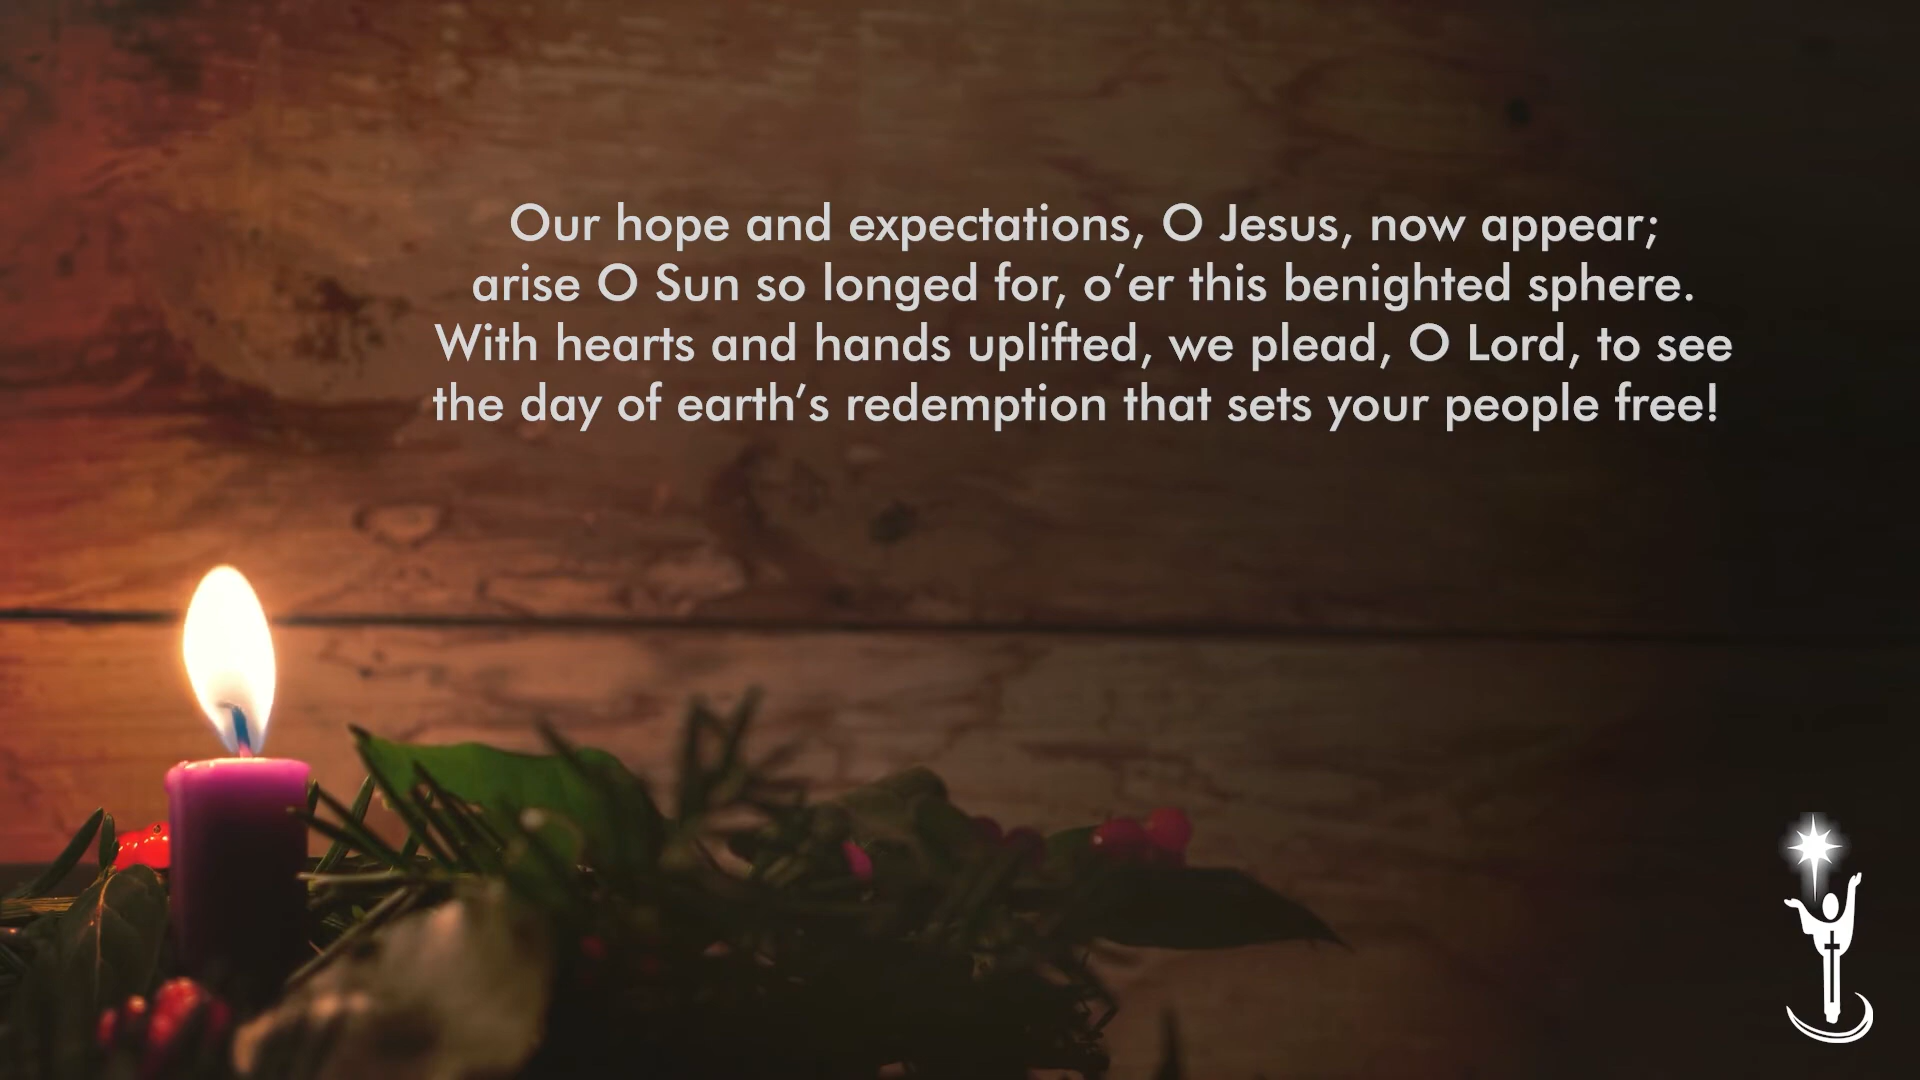 Our hope and expectations, O Jesus, now appear;
arise O Sun so longed for, o’er this benighted sphere.
With hearts and hands uplifted, we plead, O Lord, to see
the day of earth’s redemption that sets your people free!